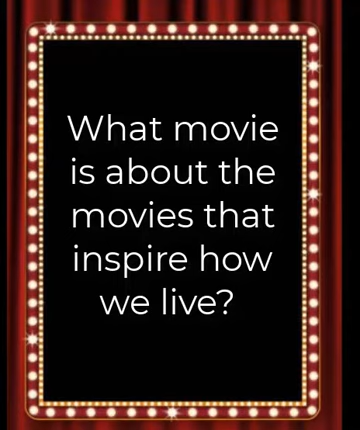 What movie
is about the
movies that
inspire how
we live?